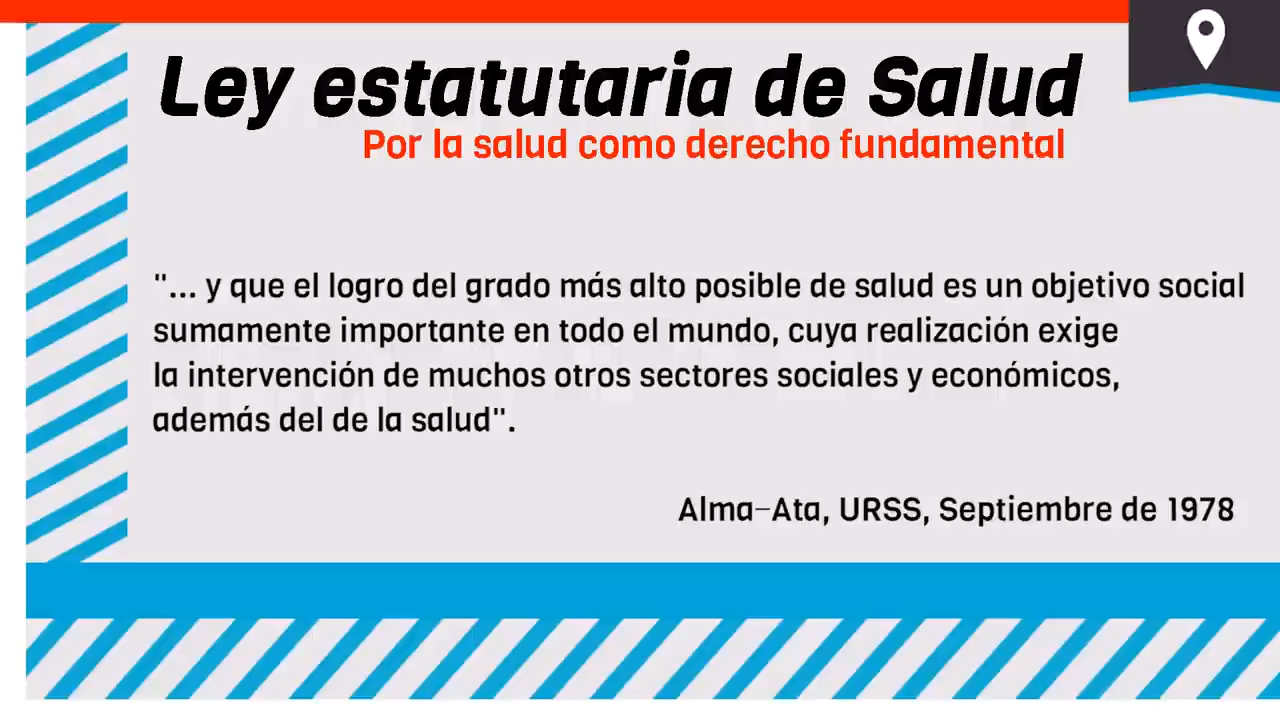 Ley estatutaria de Salud
Por la salud como derecho fundamental
"... y que el logro del grado más alto posible de salud es un objetivo social
sumamente importante en todo el mundo, cuya realización exige
la intervención de muchos otros sectores sociales y económicos,
además del de la salud".
Alma-Ata, URSS, Septiembre de 1978